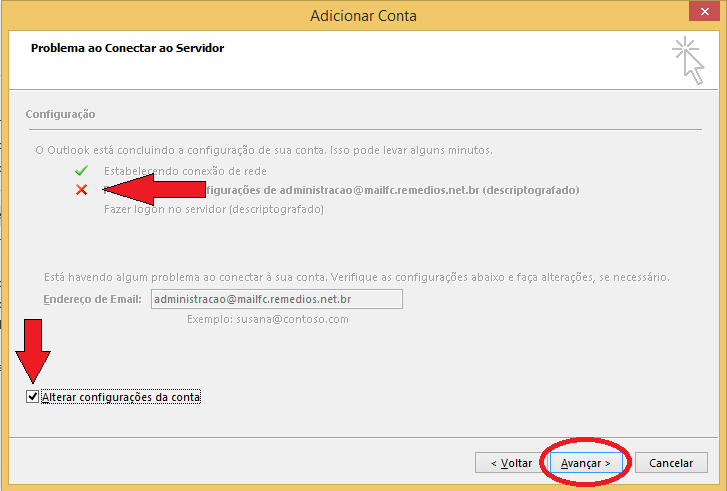 Adicionar Conta
Problema ao Conectar ao Servidor
Configuração
O Outlook está concluindo a configuração de sua conta. Isso pode levar alguns minutos.
Estabelecendo conexão de rede
figurações de administracao@mailfc.remedios.net.br (descriptografado)
Fazer logon no servidor (descriptografado)
Está havendo algum problema ao conectar à sua conta. Verifique as configurações abaixo e faça alterações, se necessário.
Endereço de Email: administracao@mailfc.remedios.net.br
Exemplo: susana@contoso.com
Alterar configurações da conta
< Voltar Avançar > Cancelar